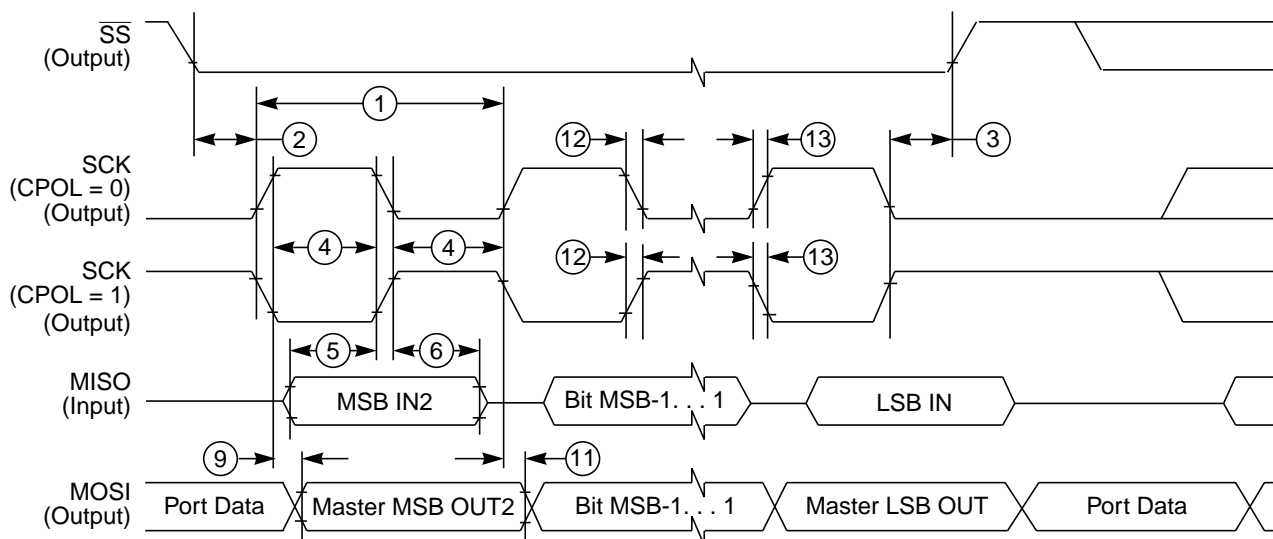 SS
(Output)
1
2
12
13
3
SCK
(CPOL = 0)
(Output)
4
4
SCK
(CPOL = 1)
(Output)
12
13
5
6
MISO
(Input)
MSB IN2
Bit MSB-1. . . 1
LSB IN
9
11
MOSI
(Output)
Port Data
Master MSB OUT2
Bit MSB-1. . . 1
Master LSB OUT
Port Data